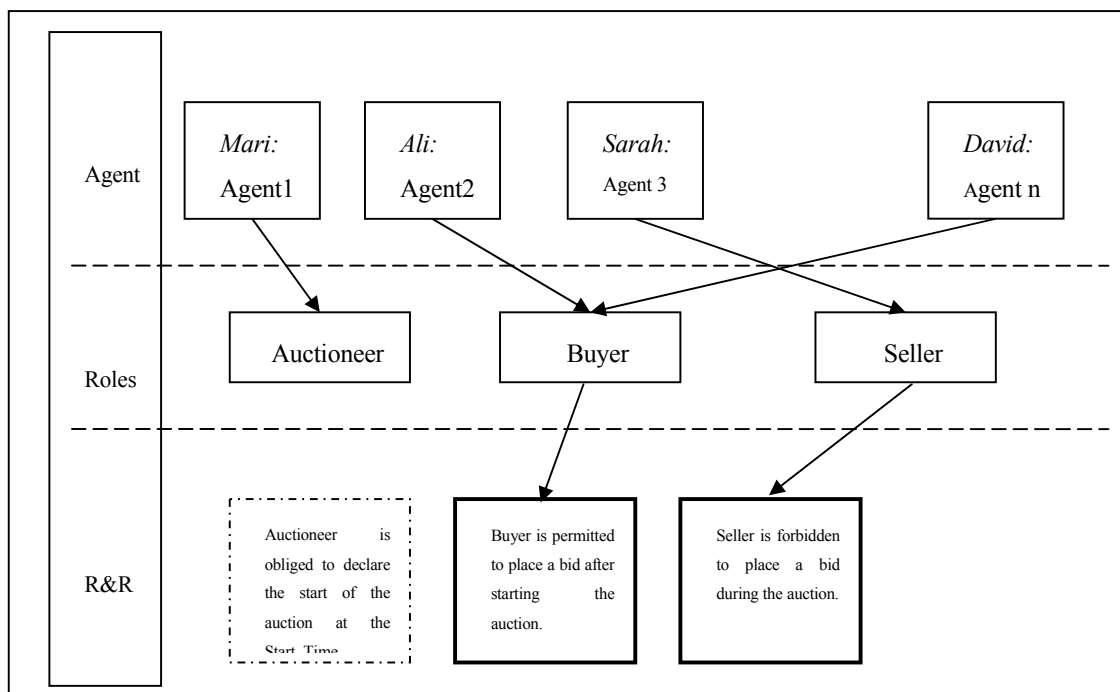 Agent
Mari:
Agent1
Ali:
Agent2
Sarah:
Agent 3
David:
Agent n
Roles
Auctioneer
Buyer
Seller
R&R
Auctioneer is
obliged to declare
the start of the
auction at the
Start Time
Buyer is permitted
to place a bid after
starting the
auction.
Seller is forbidden
to place a bid
during the auction.